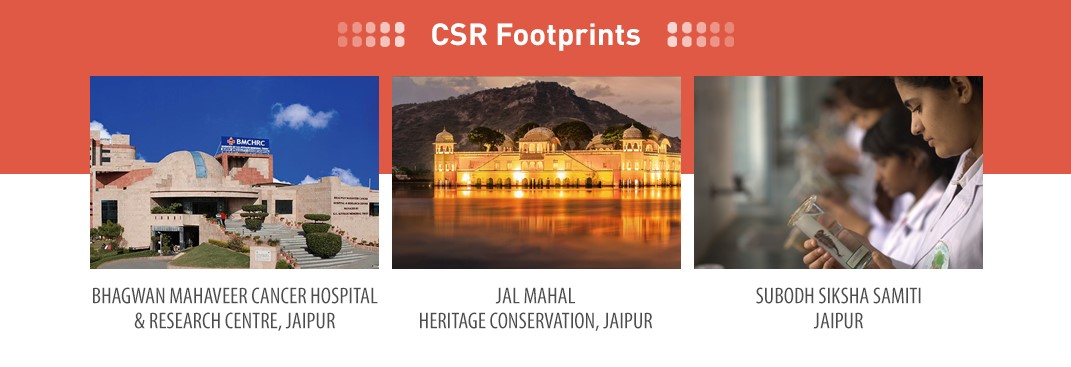 CSR Footprints
BMCHRC
BHAGWAN MAHAVEER CANCER HOSPITAL
& RESEARCH CENTRE, JAIPUR
JAL MAHAL
HERITAGE CONSERVATION, JAIPUR
SUBODH SIKSHA SAMITI
JAIPUR